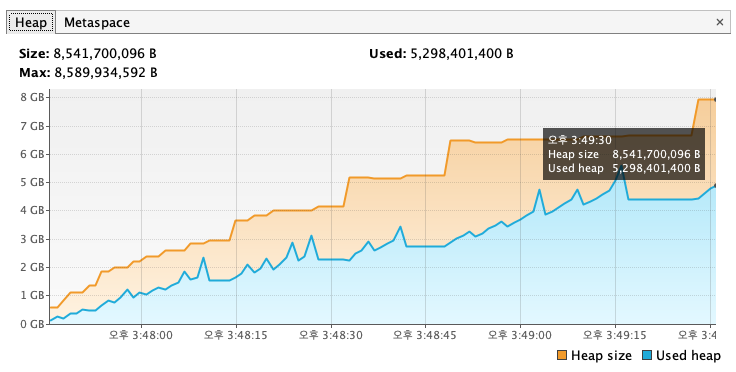 Heap Metaspace ×
Size: 8,541,700,096 B Used: 5,298,401,400 B
Max: 8,589,934,592 B
8 GB
7 GB
6 GB
5 GB
4 GB
3 GB
2 GB
1 GB
0 GB
오후 3:49:30
Heap size 8,541,700,096 B
Used heap 5,298,401,400 B
오후 3:48:00 오후 3:48:15 오후 3:48:30 오후 3:48:45 오후 3:49:00 오후 3:49:15 오후 3:4
Heap size Used heap